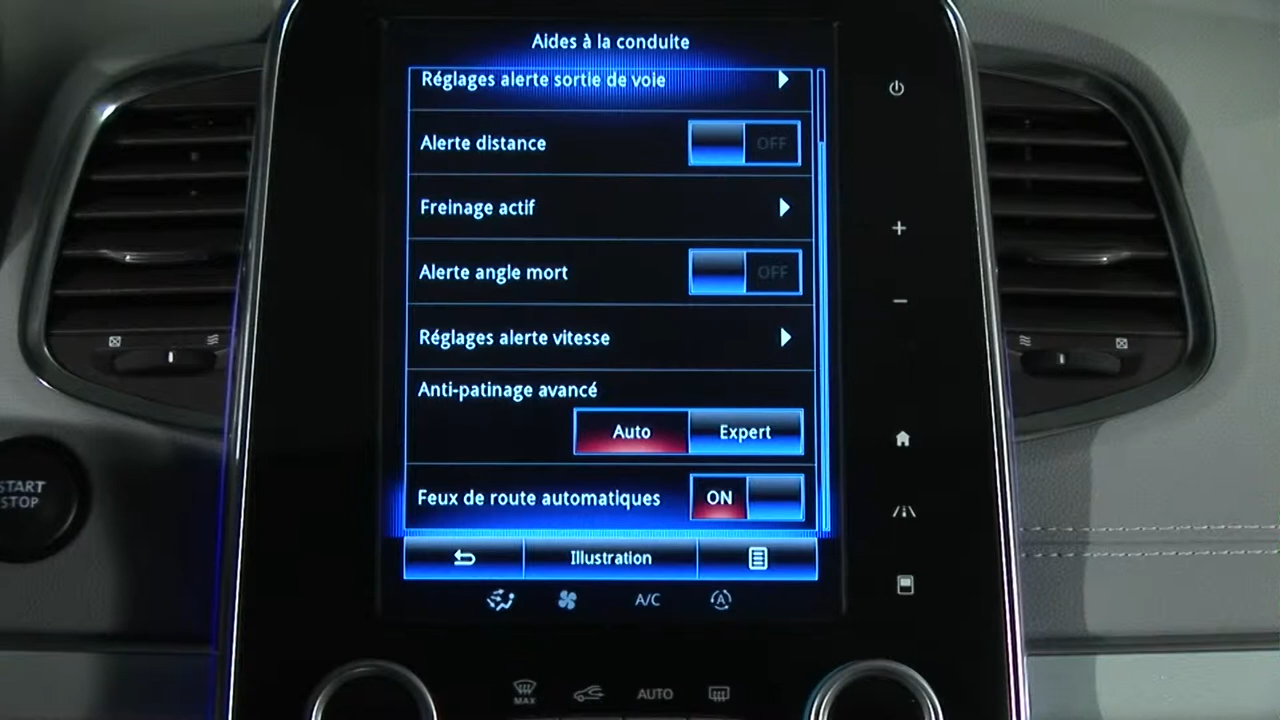 Aides à la conduite
Réglages alerte sortie de voie
Alerte distance OFF
Freinage actif
Alerte angle mort OFF
Réglages alerte vitesse
Anti-patinage avancé
Auto Expert
Feux de route automatiques ON
Illustration
A/C A
START
STOP
MAX AUTO